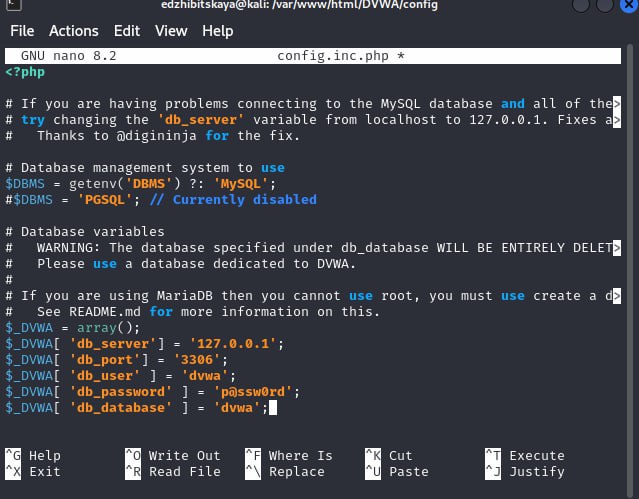 edzhibitskaya@kali: /var/www/html/DVWA/config
File Actions Edit View Help
GNU nano 8.2 config.inc.php *
<?php
# If you are having problems connecting to the MySQL database and all of the>
# try changing the 'db_server' variable from localhost to 127.0.0.1. Fixes a>
#   Thanks to @digininja for the fix.
# Database management system to use
$DBMS = getenv('DBMS') ?: 'MySQL';
#$DBMS = 'PGSQL'; // Currently disabled
# Database variables
#   WARNING: The database specified under db_database WILL BE ENTIRELY DELET>
#   Please use a database dedicated to DVWA.
#
# If you are using MariaDB then you cannot use root, you must use create a d>
#   See README.md for more information on this.
$_DVWA = array();
$_DVWA[ 'db_server'] = '127.0.0.1';
$_DVWA[ 'db_port'] = '3306';
$_DVWA[ 'db_user' ] = 'dvwa';
$_DVWA[ 'db_password' ] = 'p@ssw0rd';
$_DVWA[ 'db_database' ] = 'dvwa';
^G Help ^O Write Out ^F Where Is ^K Cut ^T Execute
^X Exit ^R Read File ^\ Replace ^U Paste ^J Justify